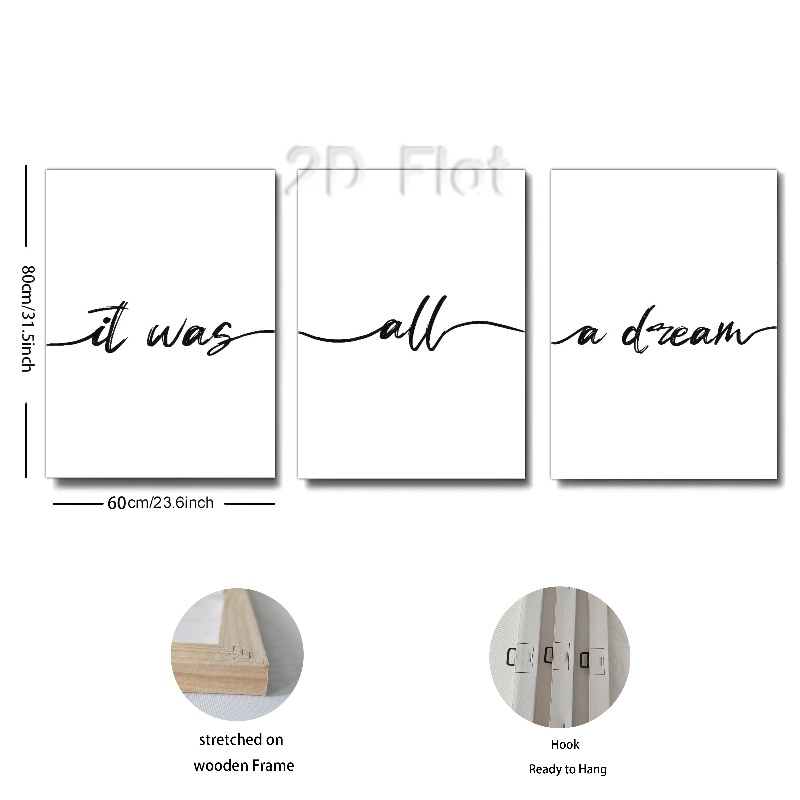 2D Flat
80cm/31.5inch
it was
all
a dream
60cm/23.6inch
stretched on
wooden Frame
Hook
Ready to Hang